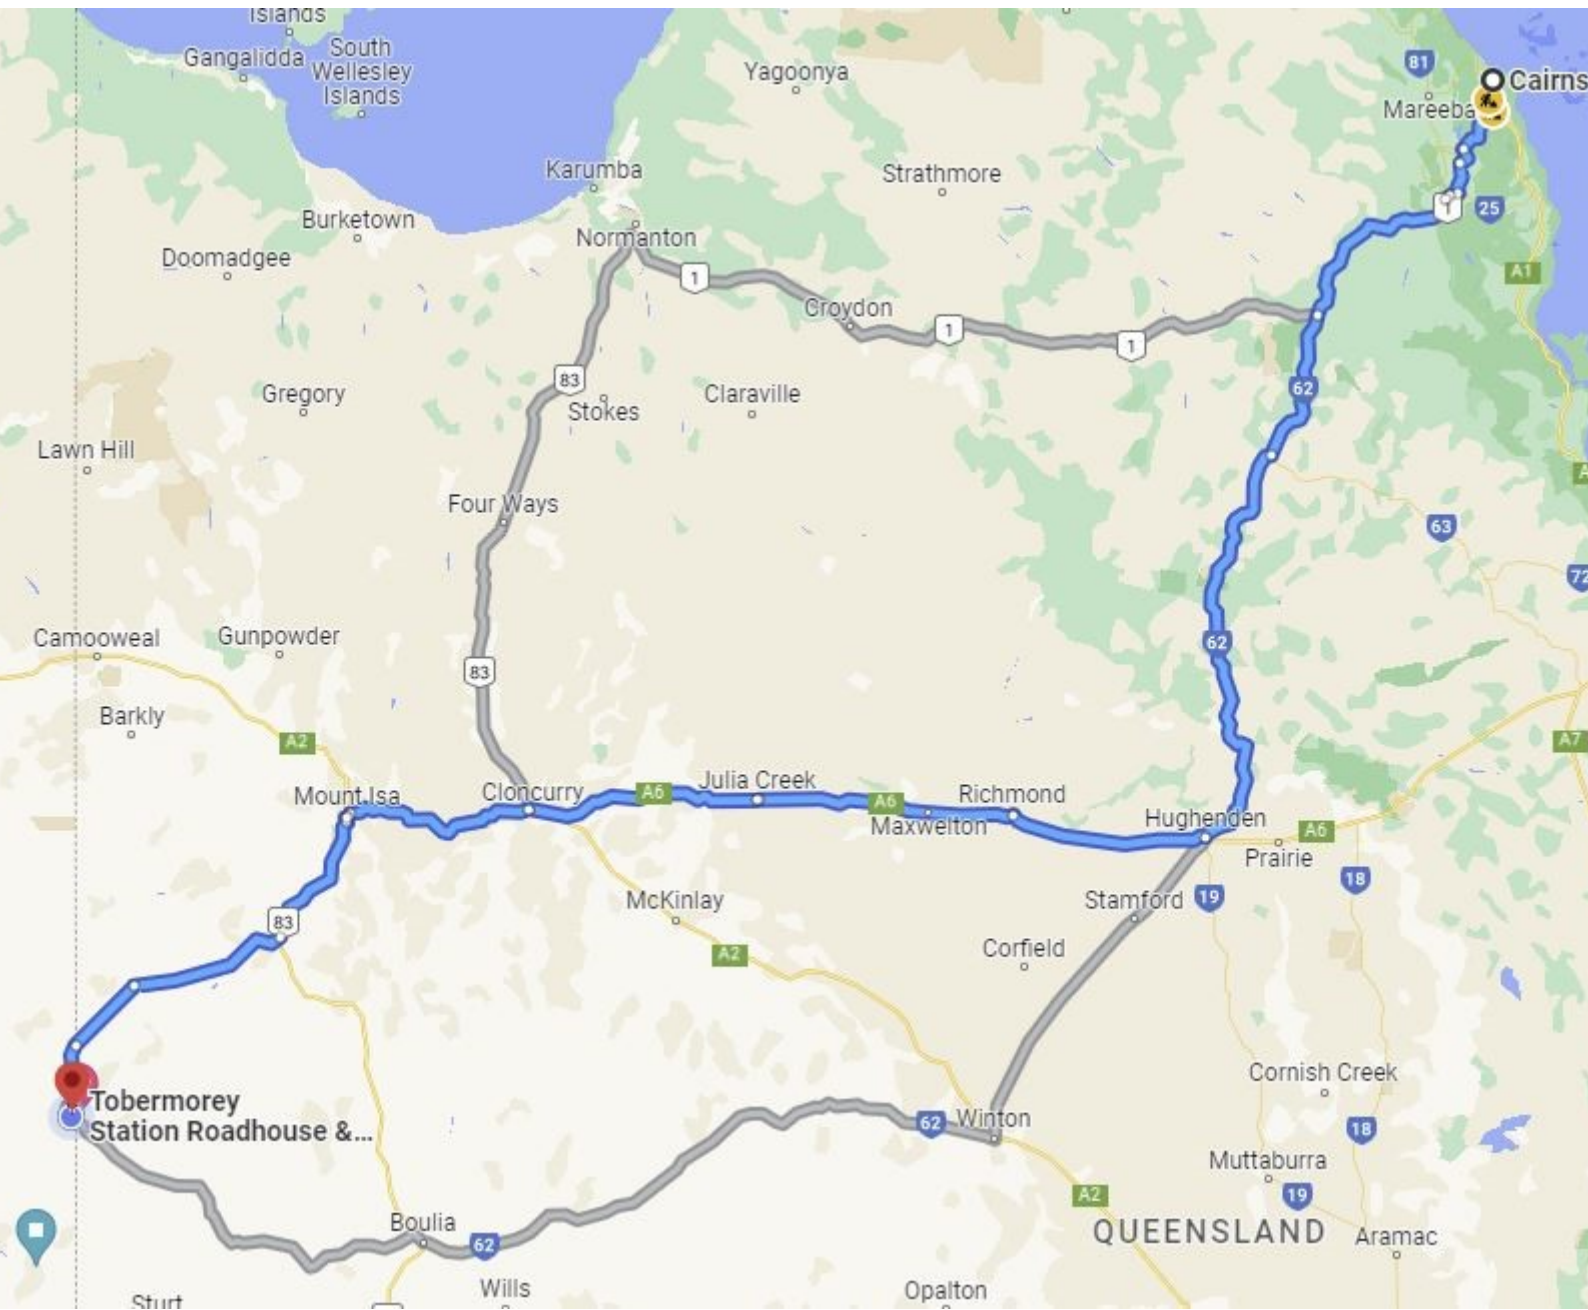 Islands
Gangalidda
South
Wellesley
Islands
Yagoonya
81
Cairns
Mareeba
Karumba
Strathmore
Burketown
1
25
Normanton
Doomadgee
1
A1
Croydon
1
1
83
62
Gregory
Stokes
Claraville
Lawn Hill
Four Ways
63
72
Camooweal
Gunpowder
62
83
Barkly
A2
A7
Mount Isa
Cloncurry
A6
Julia Creek
A6
Richmond
Maxwelton
Hughenden
A6
Prairie
18
McKinlay
Stamford
19
83
A2
Corfield
Tobermorey
Station Roadhouse &...
Cornish Creek
62
Winton
18
Muttaburra
A2
19
Boulia
62
QUEENSLAND
Aramac
Wills
Opalton
Sturt